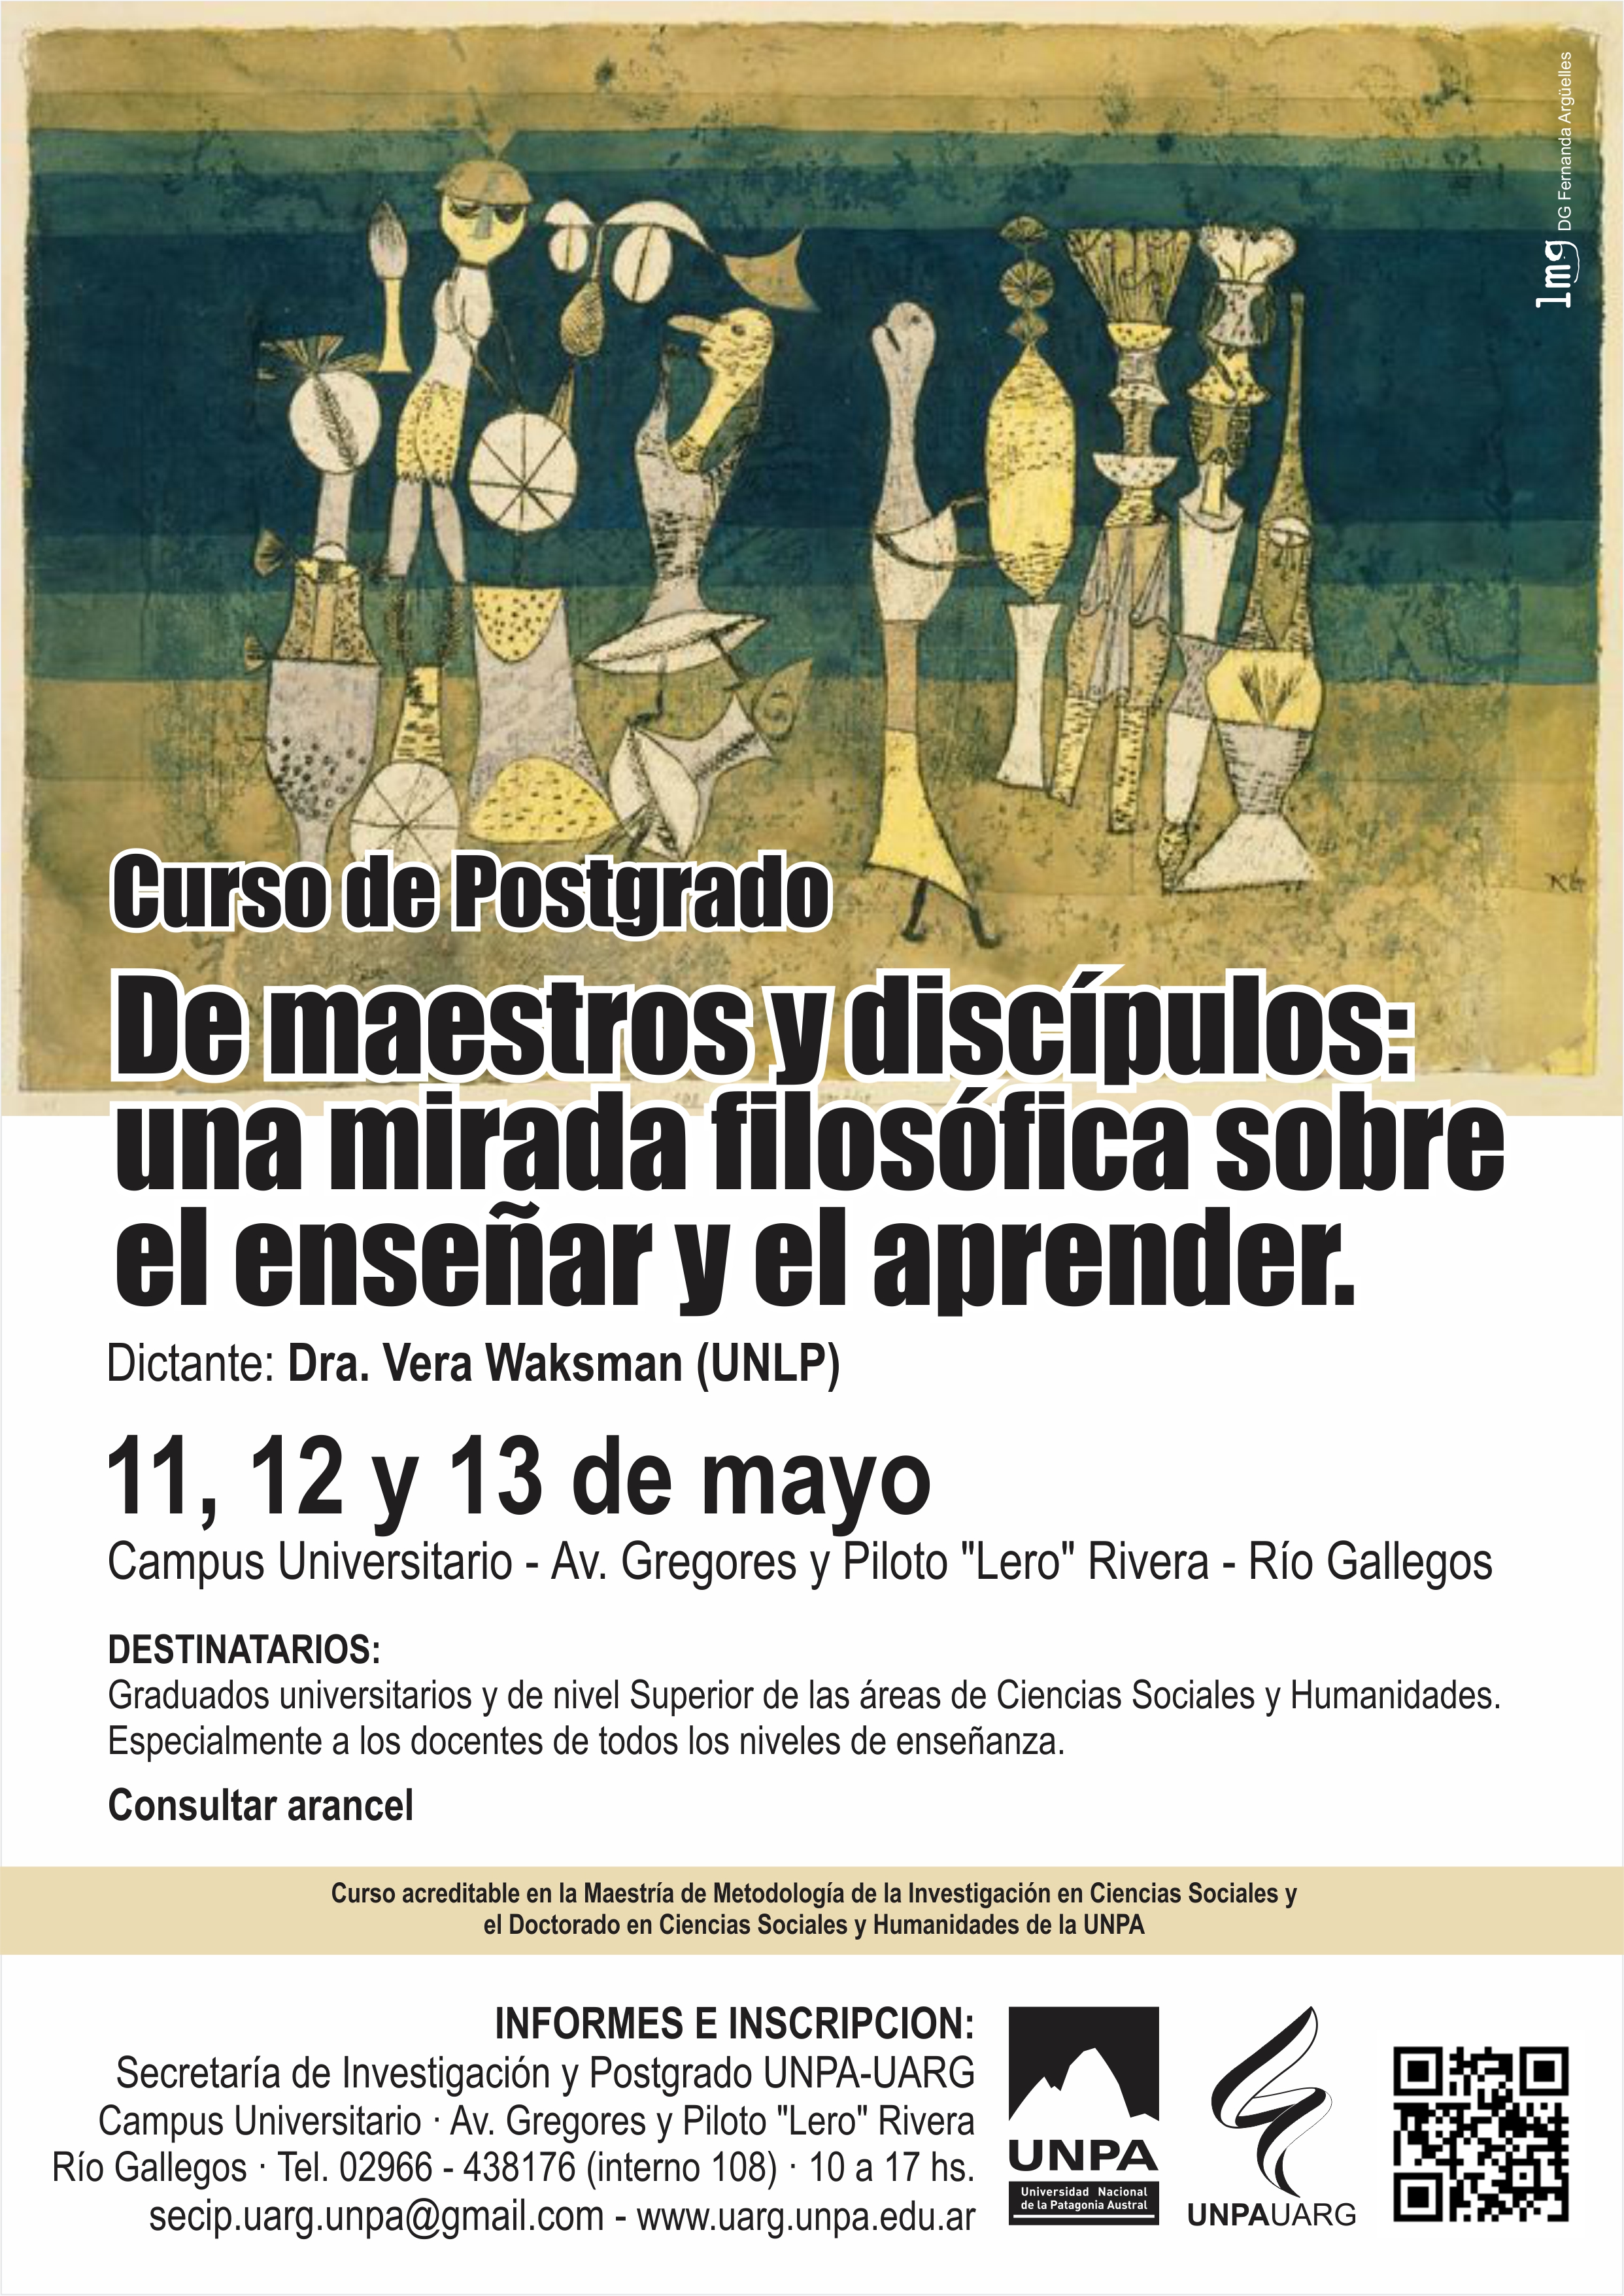 DG Fernanda Argüelles
img
Curso de Postgrado
De maestros y discípulos:
una mirada filosófica sobre
el enseñar y el aprender.
Dictante: Dra. Vera Waksman (UNLP)
11, 12 y 13 de mayo
Campus Universitario - Av. Gregores y Piloto "Lero" Rivera - Río Gallegos
DESTINATARIOS:
Graduados universitarios y de nivel Superior de las áreas de Ciencias Sociales y Humanidades.
Especialmente a los docentes de todos los niveles de enseñanza.
Consultar arancel
Curso acreditable en la Maestría de Metodología de la Investigación en Ciencias Sociales y
el Doctorado en Ciencias Sociales y Humanidades de la UNPA
INFORMES E INSCRIPCION:
Secretaría de Investigación y Postgrado UNPA-UARG
Campus Universitario · Av. Gregores y Piloto "Lero" Rivera
Río Gallegos · Tel. 02966 - 438176 (interno 108) · 10 a 17 hs.
secip.uarg.unpa@gmail.com - www.uarg.unpa.edu.ar
UNPA
Universidad Nacional
de la Patagonia Austral
UNPAUARG